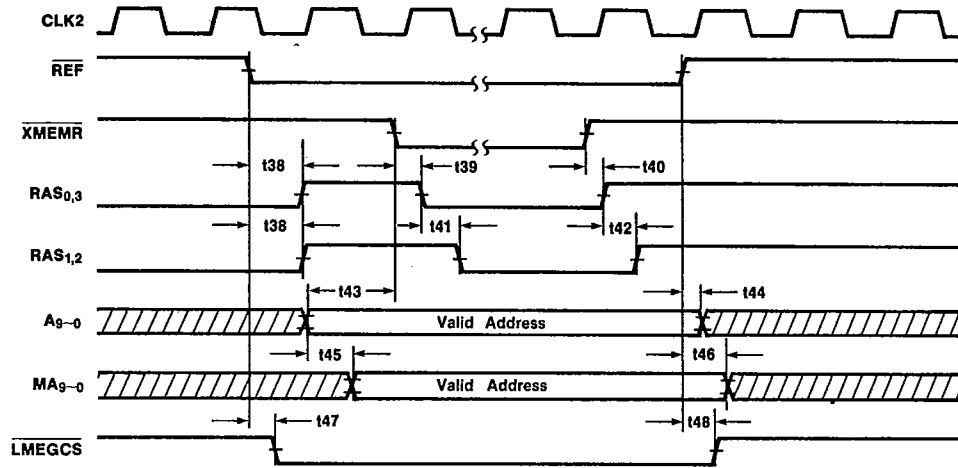 CLK2
REF
XMEMR
t38 t39 t40
RAS0,3
t38 t41 t42
RAS1,2
t43 t44
A9–0 Valid Address
t45 t46
MA9–0 Valid Address
t47 t48
LMEGCS